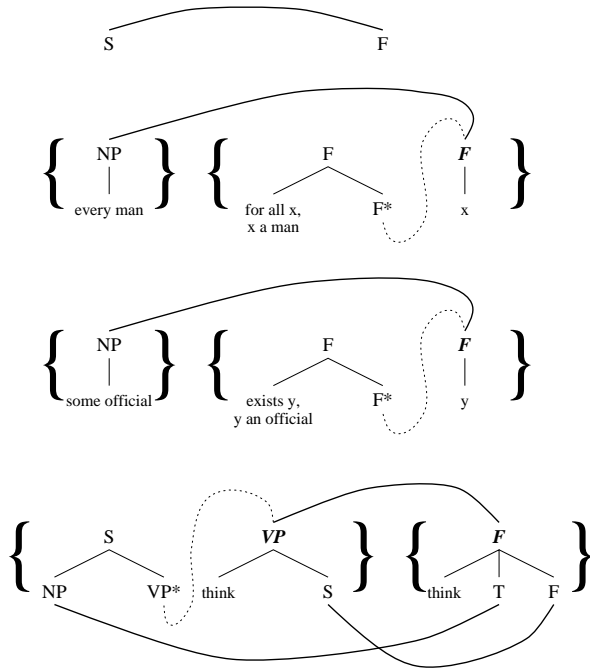 S F
{ NP } { F F }
every man for all x, F* x
x a man
{ NP } { F F }
some official exists y, F* y
y an official
{ S VP } { F }
NP VP* think S think T F